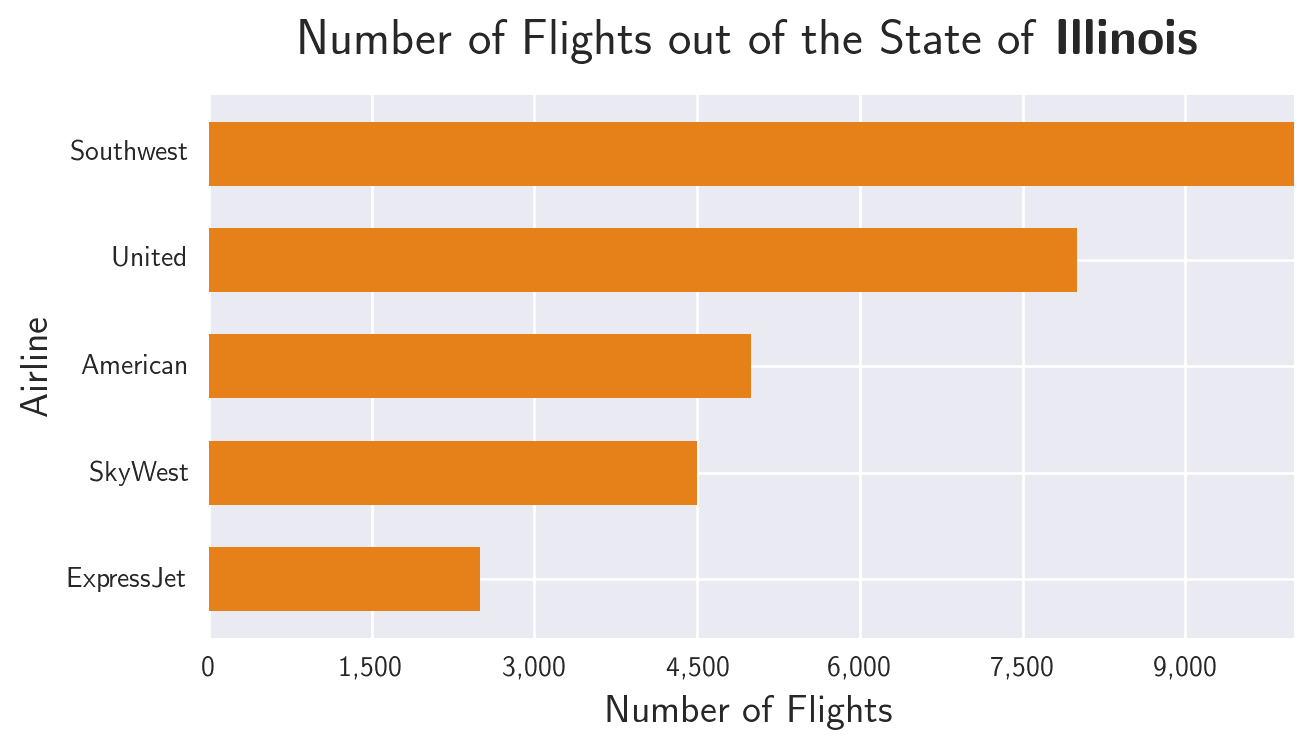 Number of Flights out of the State of Illinois
Southwest
United
American
SkyWest
ExpressJet
Airline
0 1,500 3,000 4,500 6,000 7,500 9,000
Number of Flights